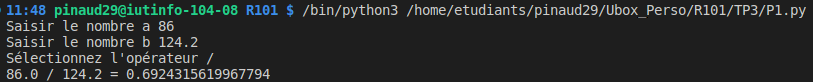 11:48 pinaud29@iutinfo-104-08 R101 $ /bin/python3 /home/etudiants/pinaud29/Ubox_Perso/R101/TP3/P1.py
Saisir le nombre a 86
Saisir le nombre b 124.2
Sélectionnez l'opérateur /
86.0 / 124.2 = 0.6924315619967794